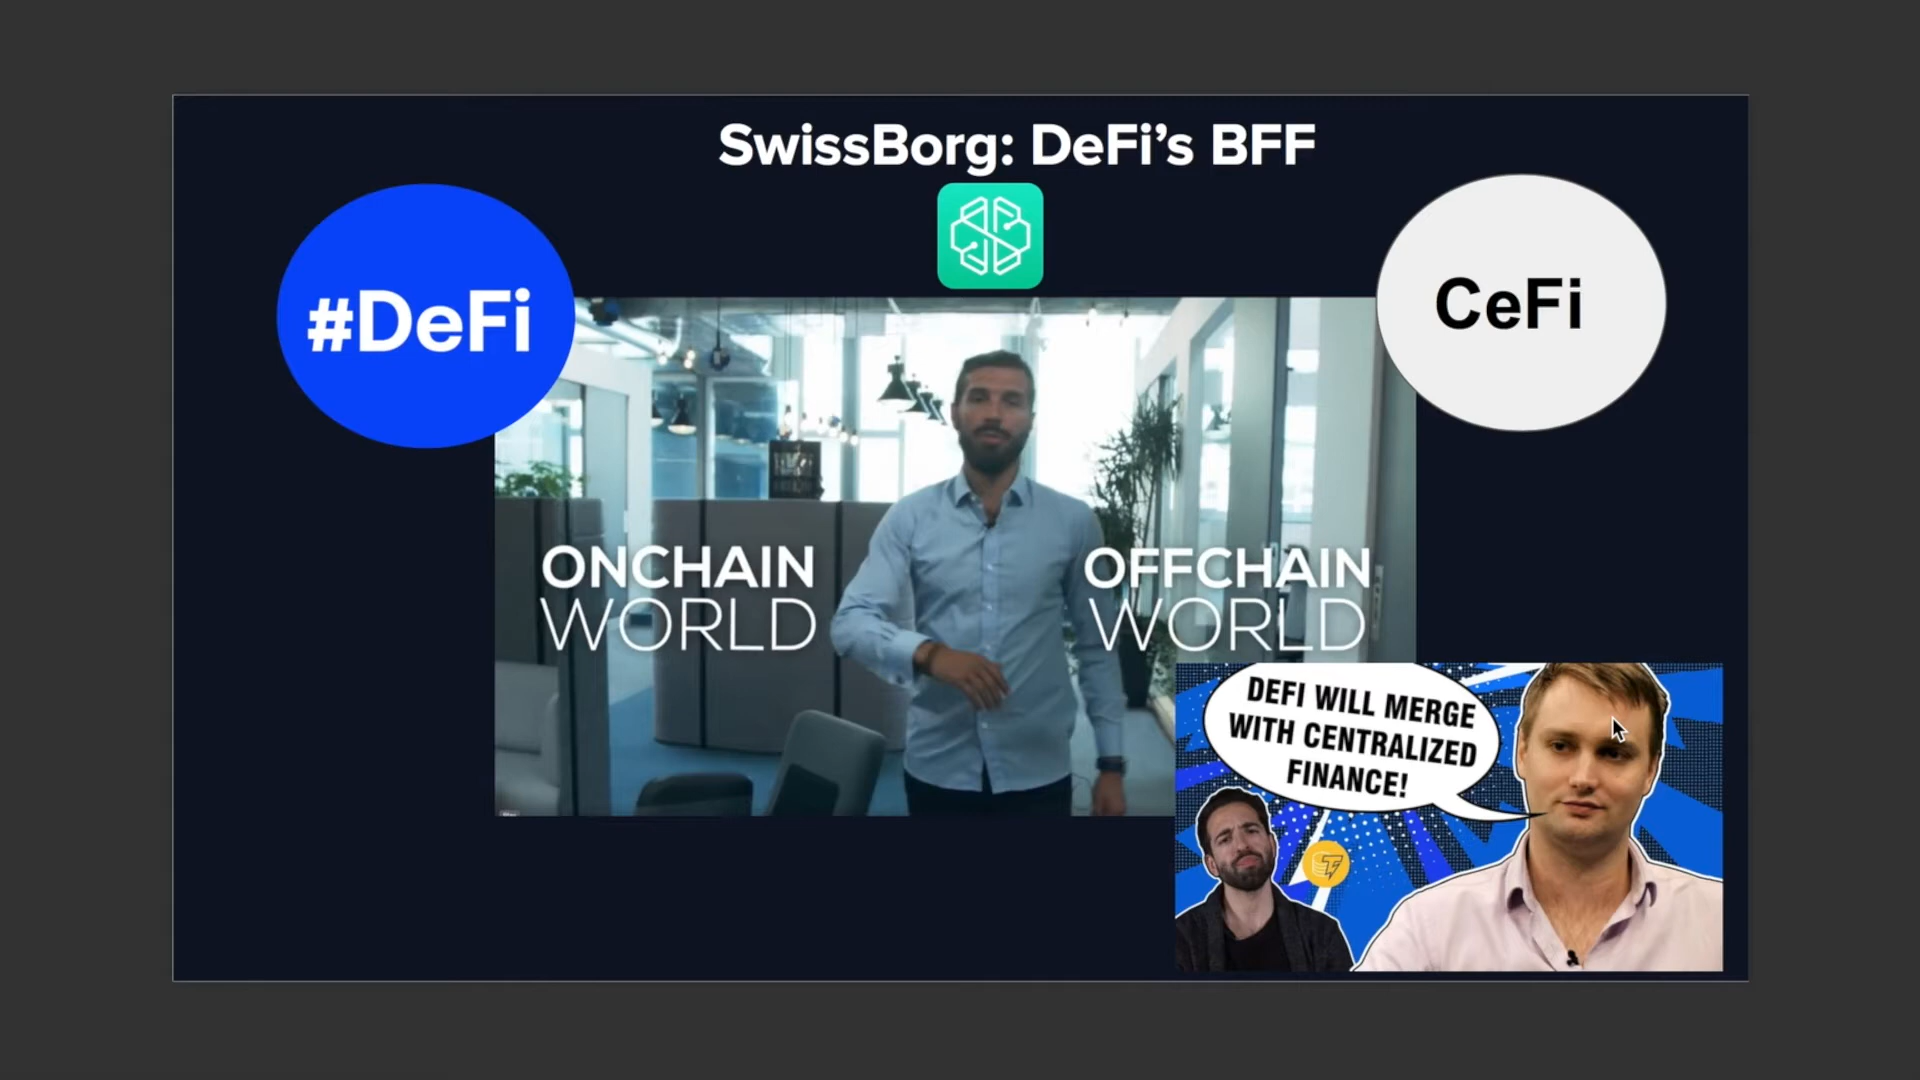 SwissBorg: DeFi’s BFF
#DeFi
CeFi
ONCHAIN
WORLD
OFFCHAIN
WORLD
DEFI WILL MERGE
WITH CENTRALIZED
FINANCE!